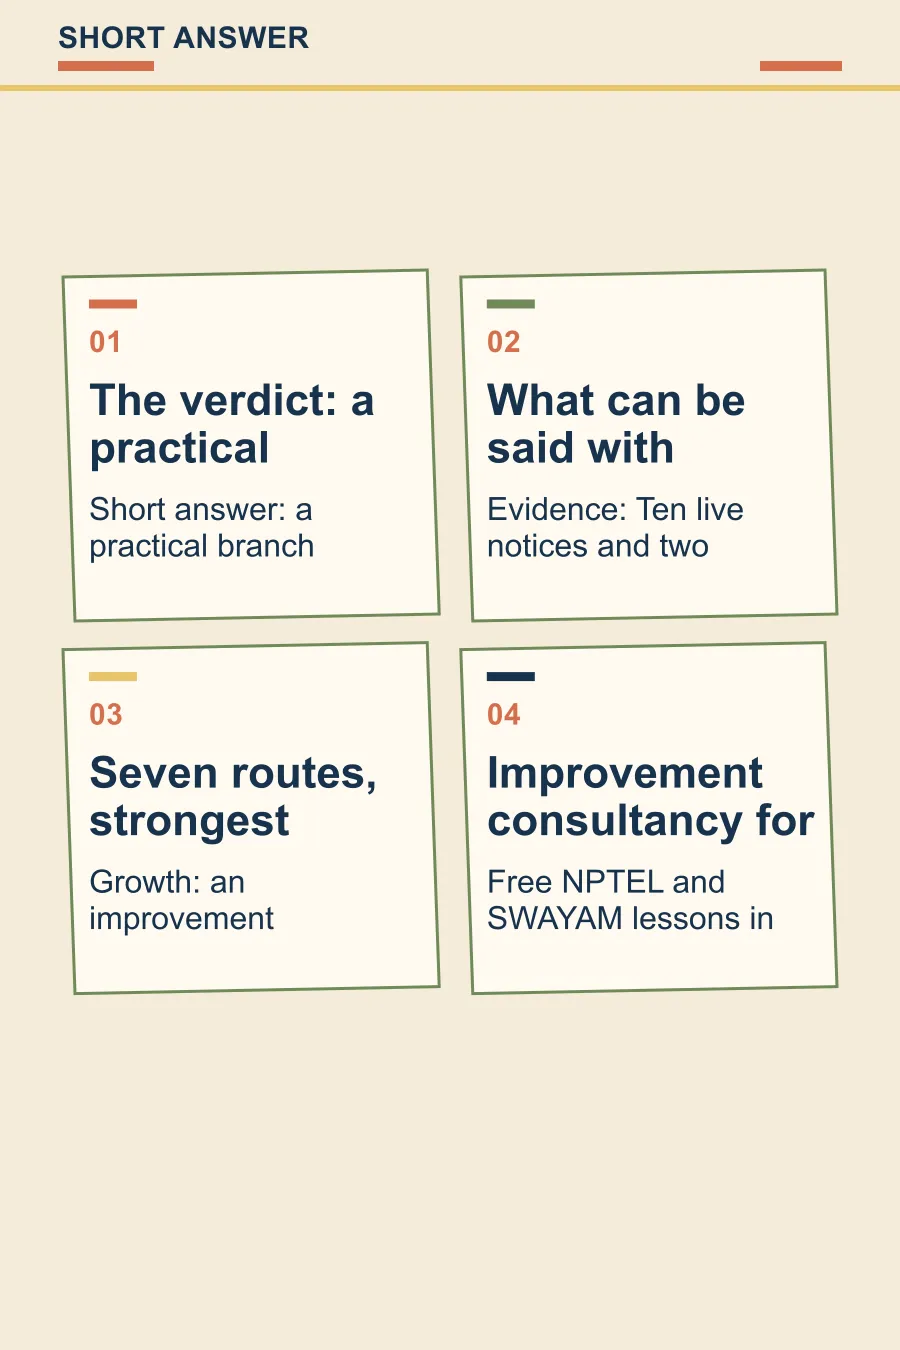 SHORT ANSWER
01
The verdict: a
practical
Short answer: a
practical branch
02
What can be
said with
Evidence: Ten live
notices and two
03
Seven routes,
strongest
Growth: an
improvement
04
Improvement
consultancy for
Free NPTEL and
SWAYAM lessons in